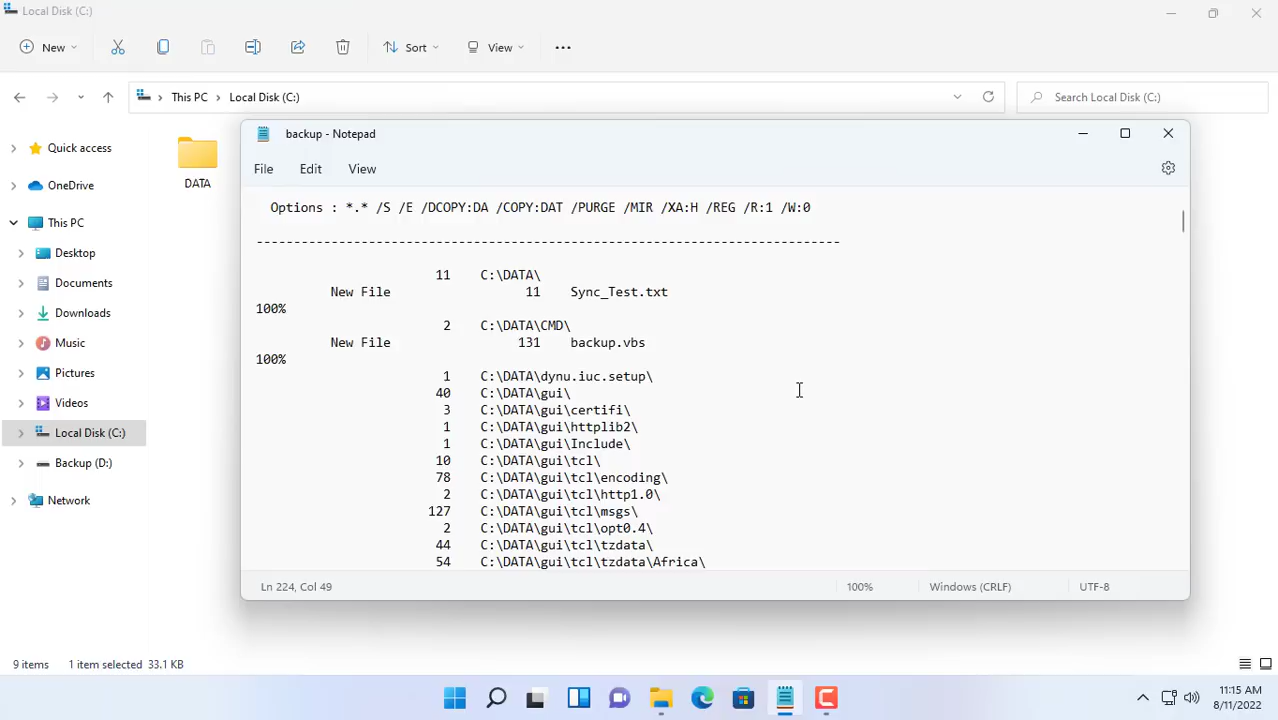 Local Disk (C:)
New
Sort
View
This PC > Local Disk (C:)
Search Local Disk (C:)
Quick access
OneDrive
This PC
Desktop
Documents
Downloads
Music
Pictures
Videos
Local Disk (C:)
Backup (D:)
Network
DATA
backup - Notepad
File Edit View
Options : *.* /S /E /DCOPY:DA /COPY:DAT /PURGE /MIR /XA:H /REG /R:1 /W:0
------------------------------------------------------------------------------
11 C:\DATA\
New File 11 Sync_Test.txt
100%
2 C:\DATA\CMD\
New File 131 backup.vbs
100%
1 C:\DATA\dynu.iuc.setup\
40 C:\DATA\gui\
3 C:\DATA\gui\certifi\
1 C:\DATA\gui\httplib2\
1 C:\DATA\gui\Include\
10 C:\DATA\gui\tcl\
78 C:\DATA\gui\tcl\encoding\
2 C:\DATA\gui\tcl\http1.0\
127 C:\DATA\gui\tcl\msgs\
2 C:\DATA\gui\tcl\opt0.4\
44 C:\DATA\gui\tcl\tzdata\
54 C:\DATA\gui\tcl\tzdata\Africa\
Ln 224, Col 49
100%
Windows (CRLF)
UTF-8
9 items 1 item selected 33.1 KB
11:15 AM
8/11/2022